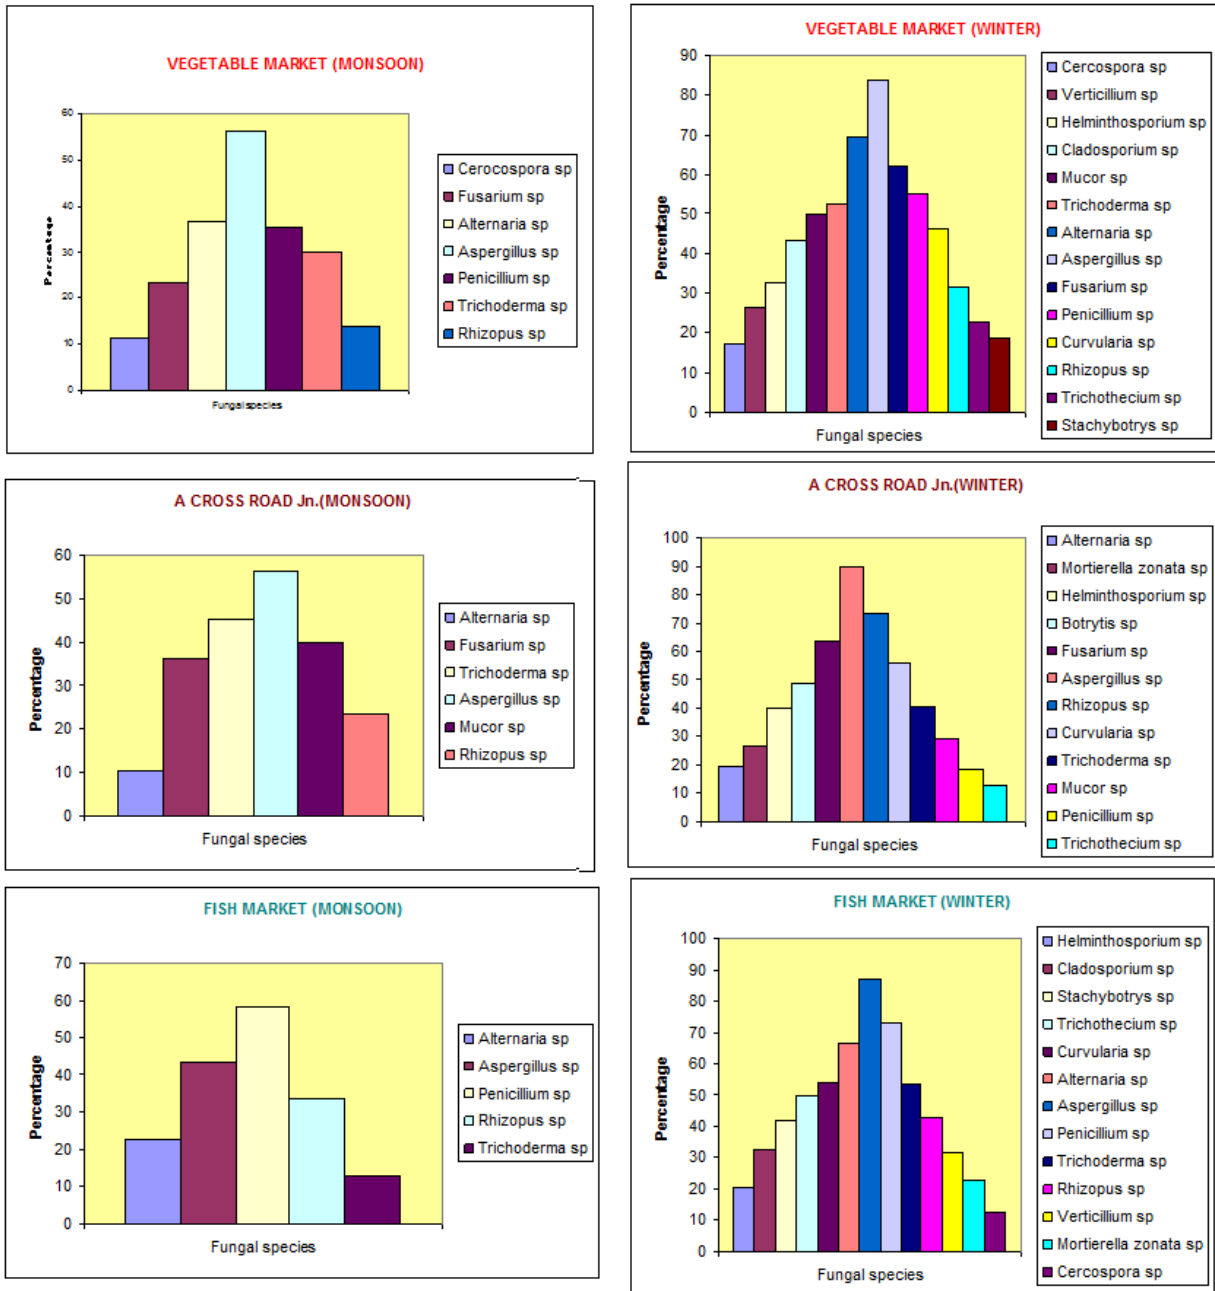 VEGETABLE MARKET (MONSOON)
60
50
40
30
20
10
0
Percentage
Fungal species
Cerocospora sp
Fusarium sp
Alternaria sp
Aspergillus sp
Penicillium sp
Trichoderma sp
Rhizopus sp
VEGETABLE MARKET (WINTER)
90
80
70
60
50
40
30
20
10
0
Percentage
Fungal species
Cercospora sp
Verticillium sp
Helminthosporium sp
Cladosporium sp
Mucor sp
Trichoderma sp
Alternaria sp
Aspergillus sp
Fusarium sp
Penicillium sp
Curvularia sp
Rhizopus sp
Trichothecium sp
Stachybotrys sp
A CROSS ROAD Jn.(MONSOON)
60
50
40
30
20
10
0
Percentage
Fungal species
Alternaria sp
Fusarium sp
Trichoderma sp
Aspergillus sp
Mucor sp
Rhizopus sp
A CROSS ROAD Jn.(WINTER)
100
90
80
70
60
50
40
30
20
10
0
Percentage
Fungal species
Alternaria sp
Mortierella zonata sp
Helminthosporium sp
Botrytis sp
Fusarium sp
Aspergillus sp
Rhizopus sp
Curvularia sp
Trichoderma sp
Mucor sp
Penicillium sp
Trichothecium sp
FISH MARKET (MONSOON)
70
60
50
40
30
20
10
0
Percentage
Fungal species
Alternaria sp
Aspergillus sp
Penicillium sp
Rhizopus sp
Trichoderma sp
FISH MARKET (WINTER)
100
90
80
70
60
50
40
30
20
10
0
Percentage
Fungal species
Helminthosporium sp
Cladosporium sp
Stachybotrys sp
Trichothecium sp
Curvularia sp
Alternaria sp
Aspergillus sp
Penicillium sp
Trichoderma sp
Rhizopus sp
Verticillium sp
Mortierella zonata sp
Cercospora sp